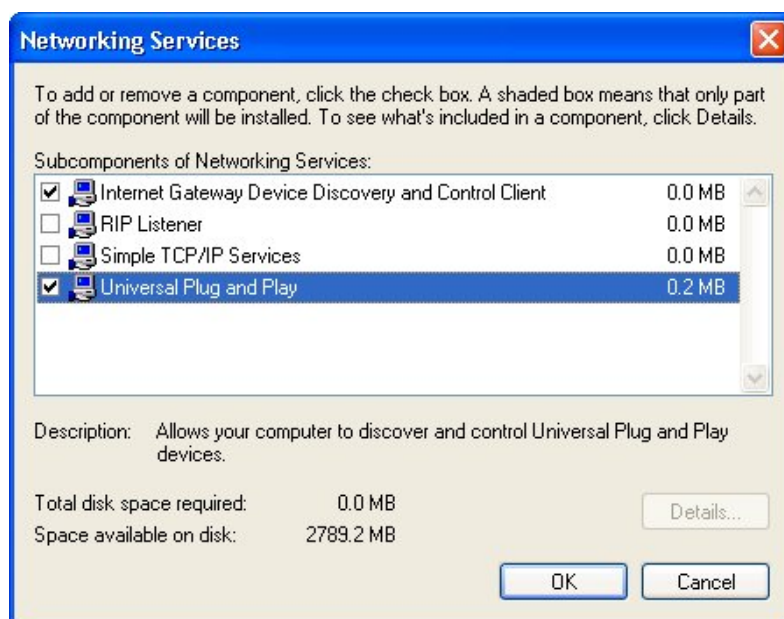 Networking Services
To add or remove a component, click the check box. A shaded box means that only part
of the component will be installed. To see what's included in a component, click Details.
Subcomponents of Networking Services:
Internet Gateway Device Discovery and Control Client 0.0 MB
RIP Listener 0.0 MB
Simple TCP/IP Services 0.0 MB
Universal Plug and Play 0.2 MB
Description: Allows your computer to discover and control Universal Plug and Play
devices.
Total disk space required: 0.0 MB
Space available on disk: 2789.2 MB
Details...
OK Cancel